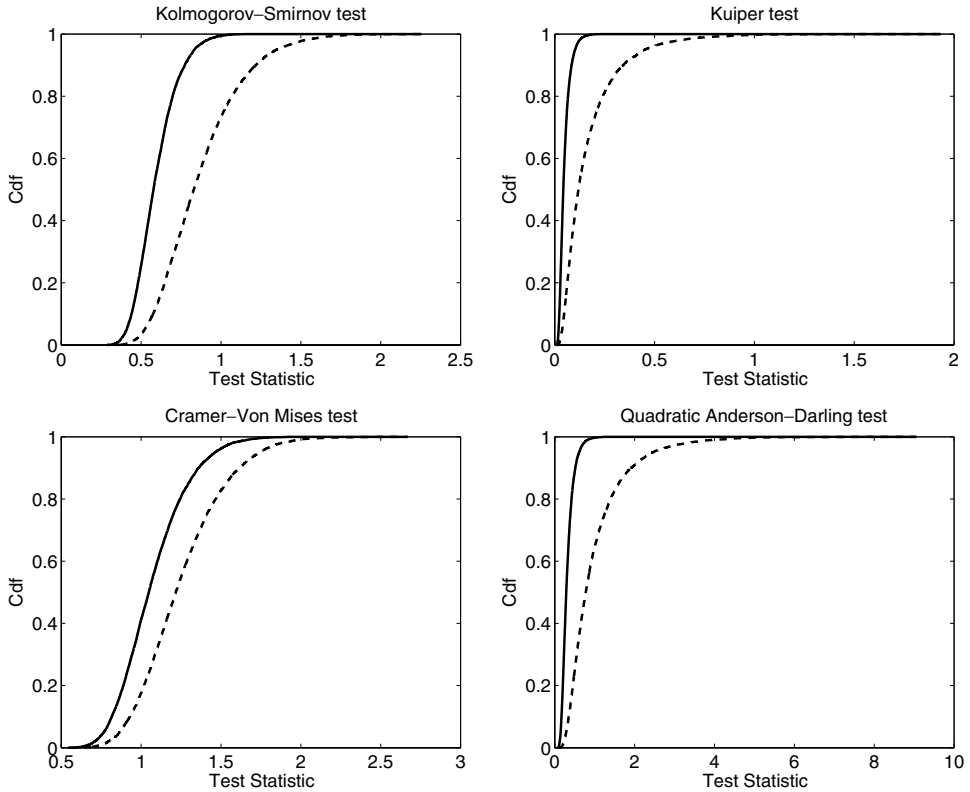 Kolmogorov–Smirnov test
1
0.8
0.6
0.4
0.2
0
Cdf
0 0.5 1 1.5 2 2.5
Test Statistic
Kuiper test
1
0.8
0.6
0.4
0.2
0
Cdf
0 0.5 1 1.5 2
Test Statistic
Cramer–Von Mises test
1
0.8
0.6
0.4
0.2
0
Cdf
0.5 1 1.5 2 2.5 3
Test Statistic
Quadratic Anderson–Darling test
1
0.8
0.6
0.4
0.2
0
Cdf
0 2 4 6 8 10
Test Statistic